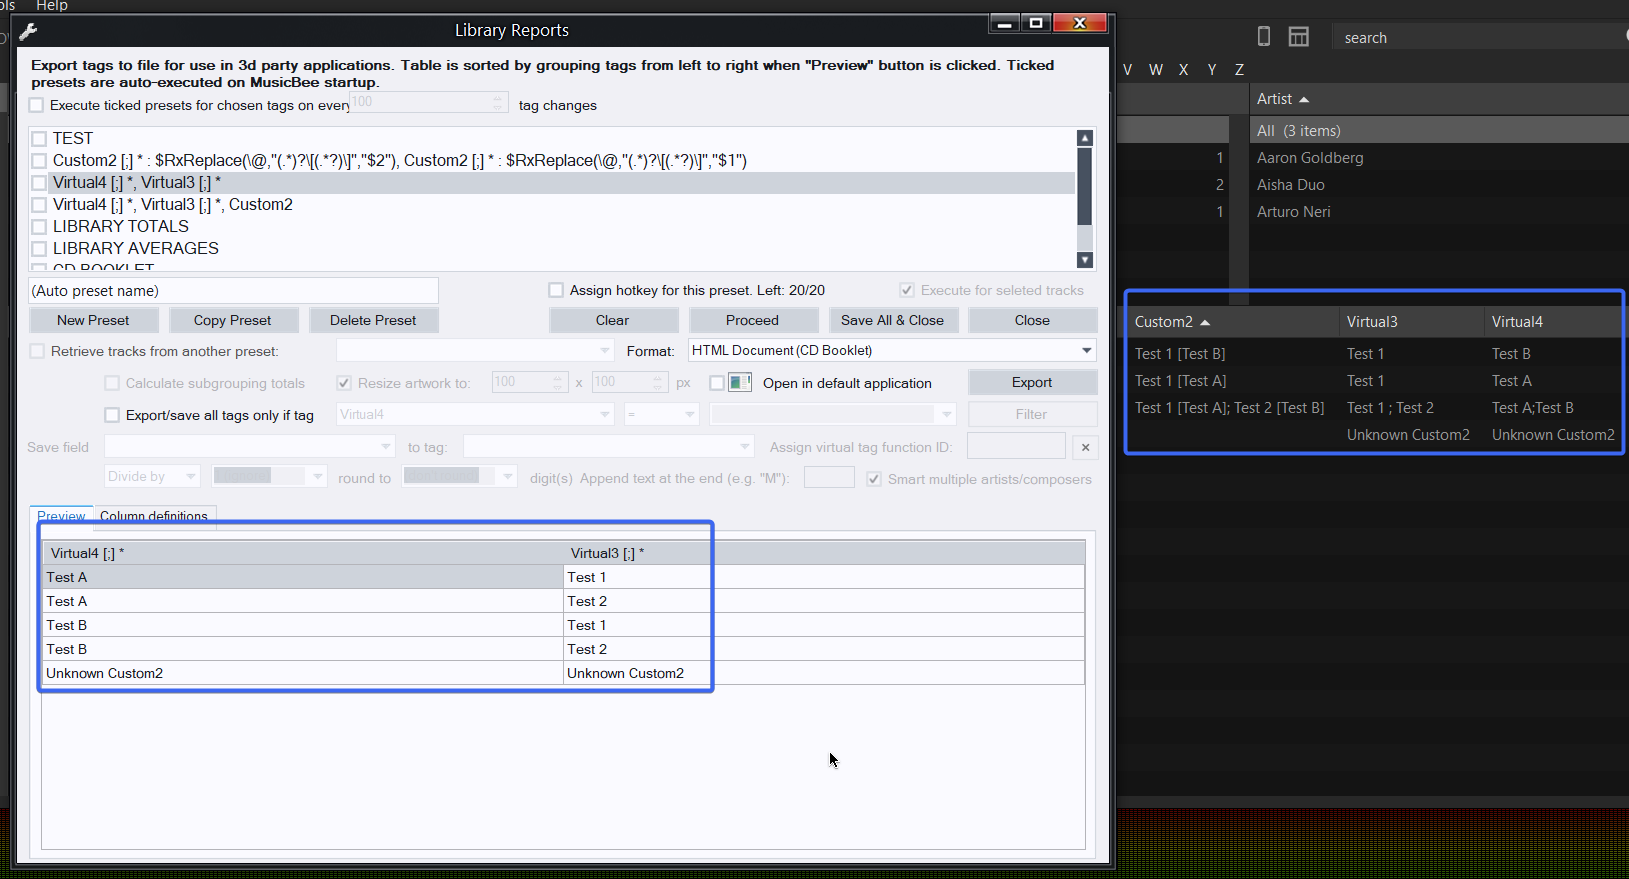 Help
Library Reports
Export tags to file for use in 3d party applications. Table is sorted by grouping tags from left to right when "Preview" button is clicked. Ticked
presets are auto-executed on MusicBee startup.
Execute ticked presets for chosen tags on every 100 tag changes
TEST
Custom2 [;] * : $RxReplace(\@,"(.*)?\[(.*?)\]","$2"), Custom2 [;] * : $RxReplace(\@,"(.*)?\[(.*?)\]","$1")
Virtual4 [;] *, Virtual3 [;] *
Virtual4 [;] *, Virtual3 [;] *, Custom2
LIBRARY TOTALS
LIBRARY AVERAGES
CD BOOKLET
(Auto preset name)
Assign hotkey for this preset. Left: 20/20
Execute for seleted tracks
New Preset
Copy Preset
Delete Preset
Clear
Proceed
Save All & Close
Close
Retrieve tracks from another preset:
Format:
HTML Document (CD Booklet)
Calculate subgrouping totals
Resize artwork to:
100 x 100 px
Open in default application
Export
Export/save all tags only if tag
Virtual4
=
Filter
Save field
to tag:
Assign virtual tag function ID:
×
Divide by
round to
digit(s) Append text at the end (e.g. "M"):
Smart multiple artists/composers
Preview
Column definitions
Virtual4 [;] * Virtual3 [;] *
Test A Test 1
Test A Test 2
Test B Test 1
Test B Test 2
Unknown Custom2 Unknown Custom2
search
V W X Y Z
Artist
All (3 items)
1 Aaron Goldberg
2 Aisha Duo
1 Arturo Neri
Custom2 Virtual3 Virtual4
Test 1 [Test B] Test 1 Test B
Test 1 [Test A] Test 1 Test A
Test 1 [Test A]; Test 2 [Test B] Test 1 ; Test 2 Test A;Test B
Unknown Custom2 Unknown Custom2